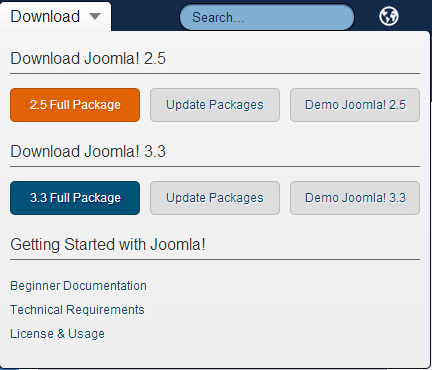 Download Search...
Download Joomla! 2.5
2.5 Full Package Update Packages Demo Joomla! 2.5
Download Joomla! 3.3
3.3 Full Package Update Packages Demo Joomla! 3.3
Getting Started with Joomla!
Beginner Documentation
Technical Requirements
License & Usage